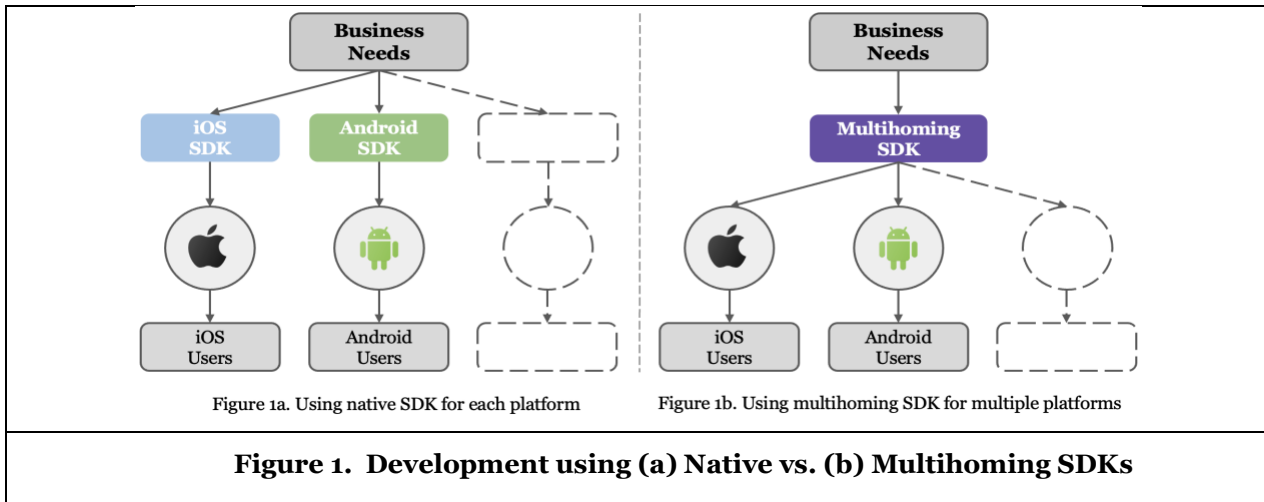 Business
Needs
iOS
SDK
Android
SDK
iOS
Users
Android
Users
Figure 1a. Using native SDK for each platform
Business
Needs
Multihoming
SDK
iOS
Users
Android
Users
Figure 1b. Using multihoming SDK for multiple platforms
Figure 1. Development using (a) Native vs. (b) Multihoming SDKs